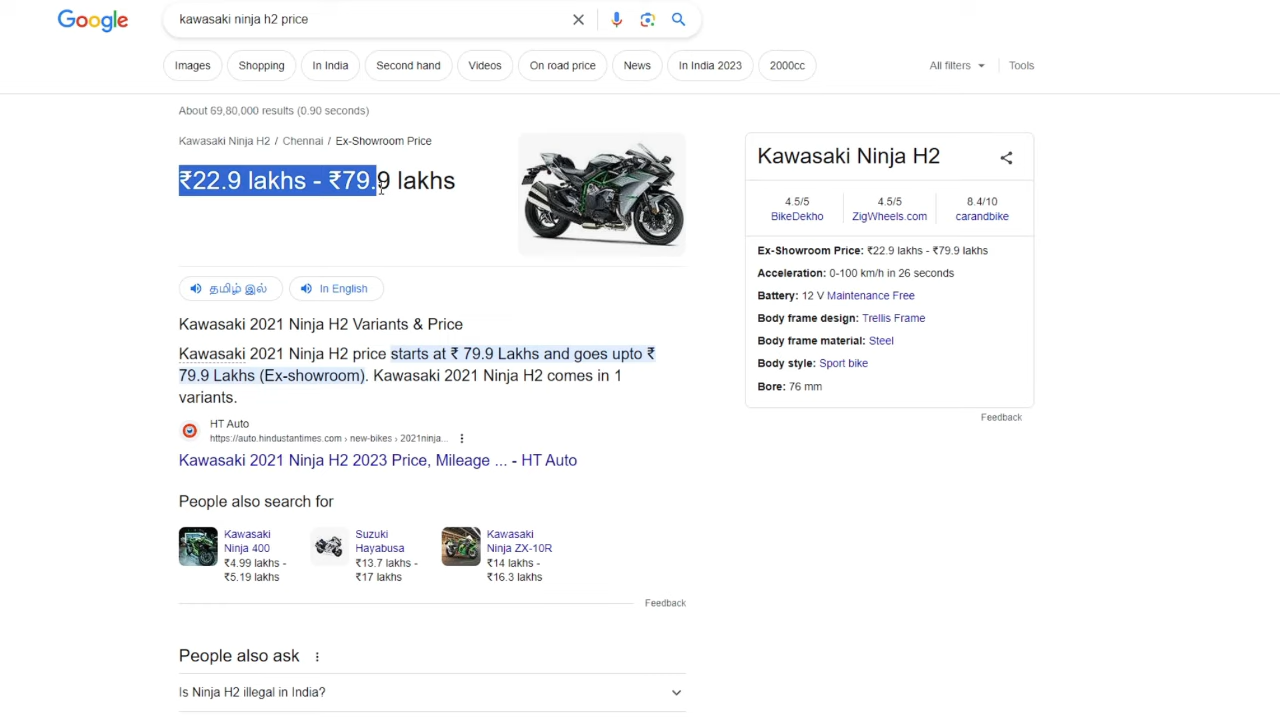 Google
kawasaki ninja h2 price
Images
Shopping
In India
Second hand
Videos
On road price
News
In India 2023
2000cc
All filters
Tools
About 69,80,000 results (0.90 seconds)
Kawasaki Ninja H2 / Chennai / Ex-Showroom Price
₹22.9 lakhs - ₹79.9 lakhs
தமிழ் இல்
In English
Kawasaki 2021 Ninja H2 Variants & Price
Kawasaki 2021 Ninja H2 price starts at ₹ 79.9 Lakhs and goes upto ₹
79.9 Lakhs (Ex-showroom). Kawasaki 2021 Ninja H2 comes in 1
variants.
HT Auto
https://auto.hindustantimes.com › new-bikes › 2021ninja...
Kawasaki 2021 Ninja H2 2023 Price, Mileage ... - HT Auto
People also search for
Kawasaki
Ninja 400
₹4.99 lakhs -
₹5.19 lakhs
Suzuki
Hayabusa
₹13.7 lakhs -
₹17 lakhs
Kawasaki
Ninja ZX-10R
₹14 lakhs -
₹16.3 lakhs
Feedback
People also ask
Is Ninja H2 illegal in India?
Kawasaki Ninja H2
4.5/5
BikeDekho
4.5/5
ZigWheels.com
8.4/10
carandbike
Ex-Showroom Price: ₹22.9 lakhs - ₹79.9 lakhs
Acceleration: 0-100 km/h in 26 seconds
Battery: 12 V Maintenance Free
Body frame design: Trellis Frame
Body frame material: Steel
Body style: Sport bike
Bore: 76 mm
Feedback